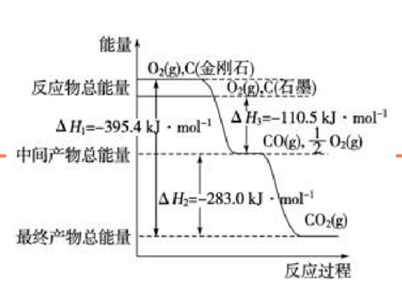 能量
O₂(g),C(金刚石)
反应物总能量
O₂(g),C(石墨)
ΔH₁=−395.4 kJ·mol⁻¹
ΔH₃=−110.5 kJ·mol⁻¹
CO(g), 1/2 O₂(g)
中间产物总能量
ΔH₂=−283.0 kJ·mol⁻¹
CO₂(g)
最终产物总能量
反应过程